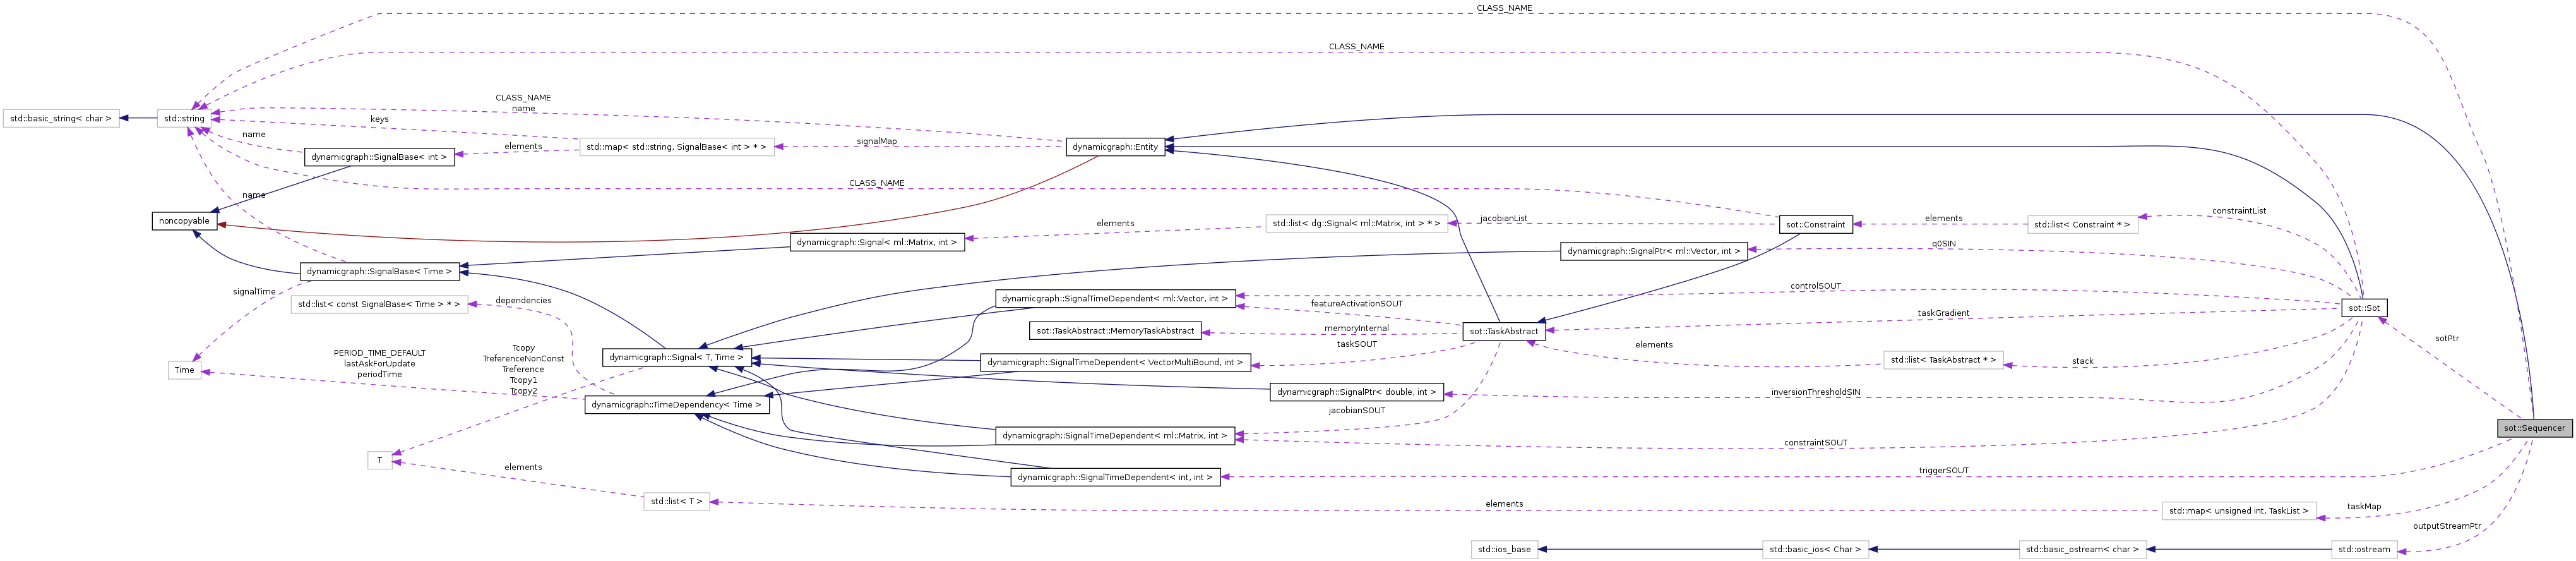 CLASS_NAME
CLASS_NAME
CLASS_NAME
name
std::basic_string< char >
std::string
keys
name
dynamicgraph::SignalBase< int >
elements
std::map< std::string, SignalBase< int > * >
signalMap
dynamicgraph::Entity
CLASS_NAME
name
noncopyable
elements
std::list< dg::Signal< ml::Matrix, int > * >
jacobianList
sot::Constraint
elements
std::list< Constraint * >
constraintList
dynamicgraph::Signal< ml::Matrix, int >
dynamicgraph::SignalPtr< ml::Vector, int >
q0SIN
dynamicgraph::SignalBase< Time >
signalTime
std::list< const SignalBase< Time > * >
dependencies
dynamicgraph::SignalTimeDependent< ml::Vector, int >
featureActivationSOUT
controlSOUT
sot::Sot
taskGradient
sot::TaskAbstract::MemoryTaskAbstract
memoryInternal
sot::TaskAbstract
taskSOUT
elements
std::list< TaskAbstract * >
stack
sotPtr
PERIOD_TIME_DEFAULT
lastAskForUpdate
periodTime
Tcopy
TreferenceNonConst
Treference
Tcopy1
Tcopy2
dynamicgraph::Signal< T, Time >
dynamicgraph::SignalTimeDependent< VectorMultiBound, int >
Time
dynamicgraph::SignalPtr< double, int >
inversionThresholdSIN
dynamicgraph::TimeDependency< Time >
jacobianSOUT
sot::Sequencer
dynamicgraph::SignalTimeDependent< ml::Matrix, int >
constraintSOUT
T
elements
dynamicgraph::SignalTimeDependent< int, int >
triggerSOUT
std::list< T >
elements
std::map< unsigned int, TaskList >
taskMap
outputStreamPtr
std::ios_base
std::basic_ios< Char >
std::basic_ostream< char >
std::ostream